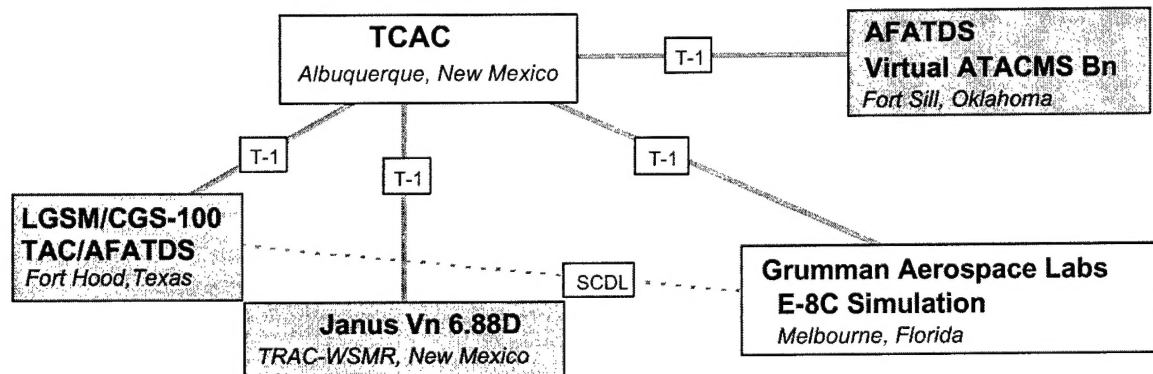 TCAC
Albuquerque, New Mexico
T-1
AFATDS
Virtual ATACMS Bn
Fort Sill, Oklahoma
T-1
T-1
T-1
LGSM/CGS-100
TAC/AFATDS
Fort Hood,Texas
SCDL
Grumman Aerospace Labs
E-8C Simulation
Melbourne, Florida
Janus Vn 6.88D
TRAC-WSMR, New Mexico